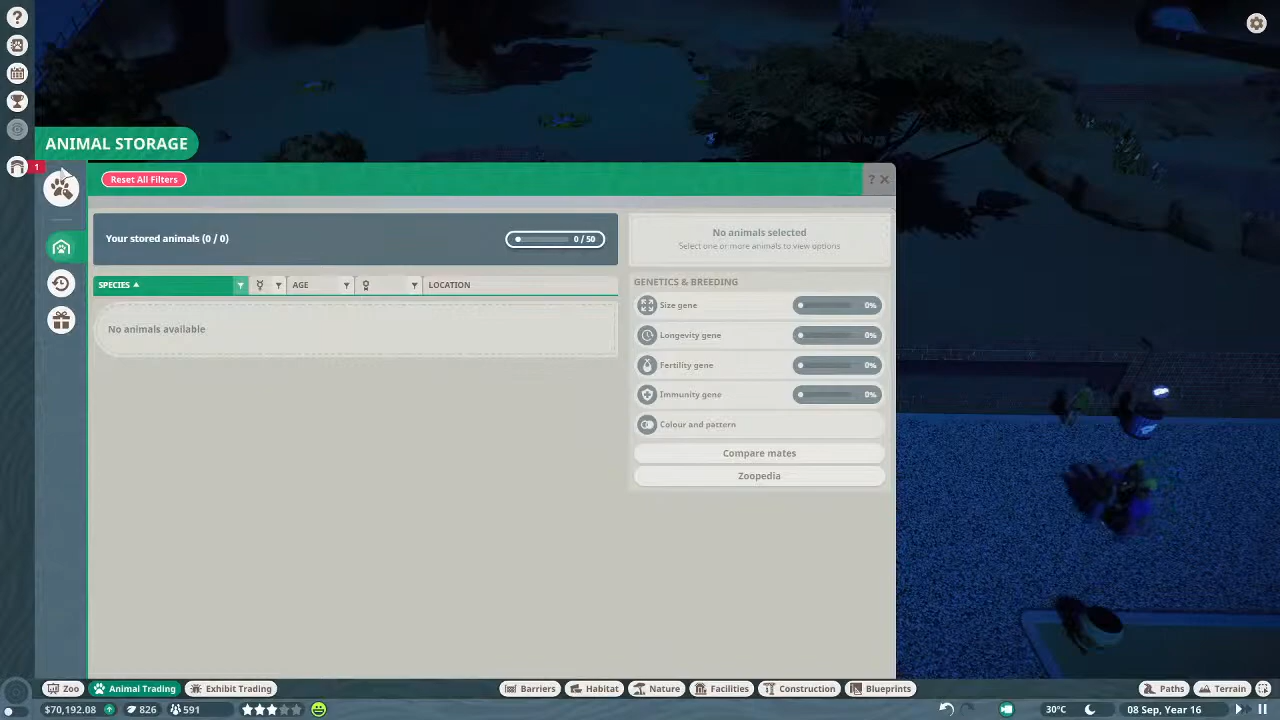 ?
1
ANIMAL STORAGE
Reset All Filters
?
Your stored animals (0 / 0)
0 / 50
SPECIES
AGE
LOCATION
No animals available
No animals selected
Select one or more animals to view options
GENETICS & BREEDING
Size gene
0%
Longevity gene
0%
Fertility gene
0%
Immunity gene
0%
Colour and pattern
Compare mates
Zoopedia
Zoo
Animal Trading
Exhibit Trading
Barriers
Habitat
Nature
Facilities
Construction
Blueprints
Paths
Terrain
$70,192.08
826
591
30°C
08 Sep, Year 16